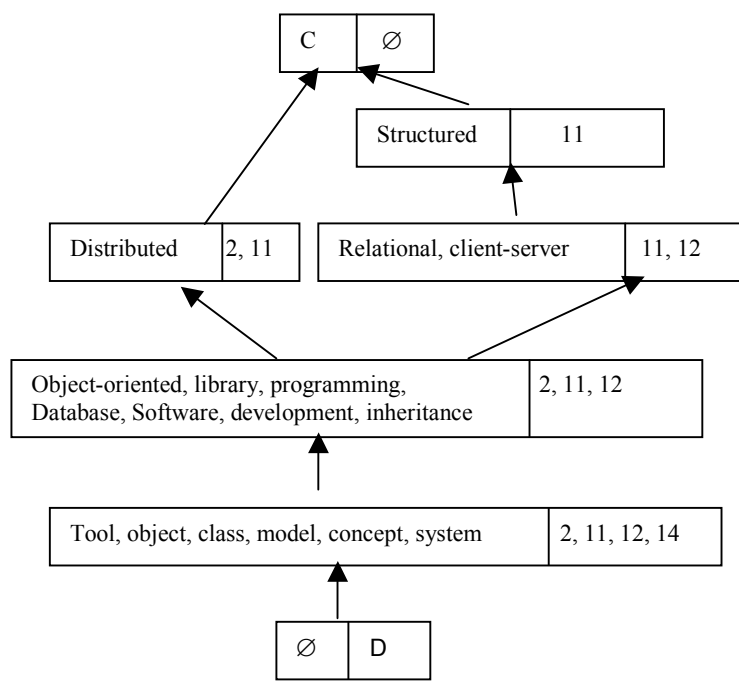 C ∅
Structured 11
Distributed 2, 11 Relational, client-server 11, 12
Object-oriented, library, programming, 2, 11, 12
Database, Software, development, inheritance
Tool, object, class, model, concept, system 2, 11, 12, 14
∅ D